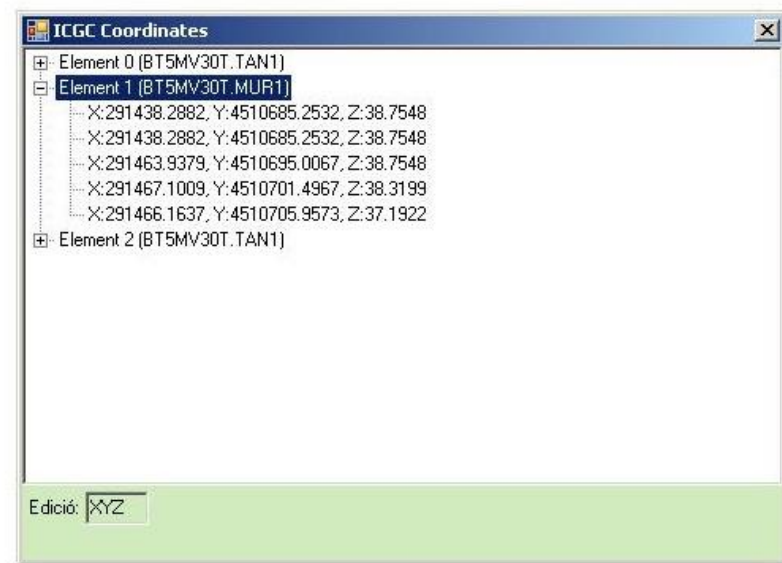 ICGC Coordinates
Element 0 (BT5MV30T.TAN1)
Element 1 (BT5MV30T.MUR1)
X:291438.2882, Y:4510685.2532, Z:38.7548
X:291438.2882, Y:4510685.2532, Z:38.7548
X:291463.9379, Y:4510695.0067, Z:38.7548
X:291467.1009, Y:4510701.4967, Z:38.3199
X:291466.1637, Y:4510705.9573, Z:37.1922
Element 2 (BT5MV30T.TAN1)
Edició: XYZ